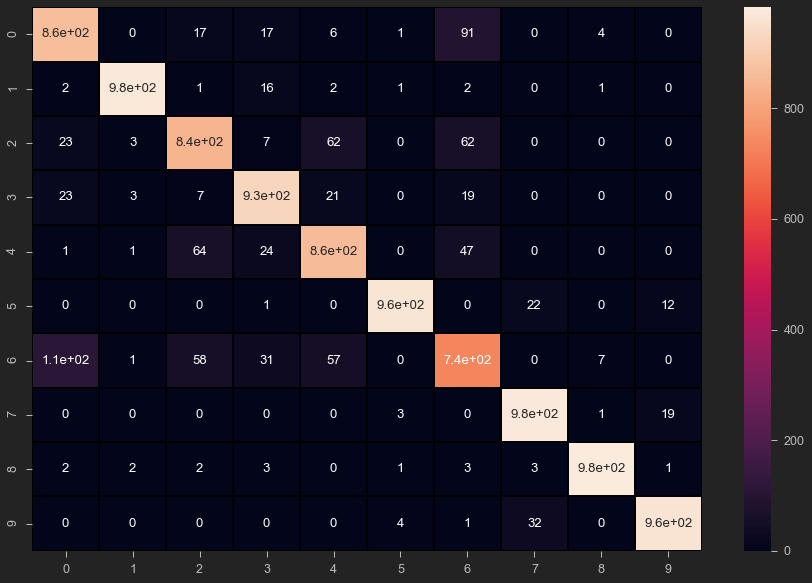 0 8.6e+02 0 17 17 6 1 91 0 4 0
1 2 9.8e+02 1 16 2 1 2 0 1 0
2 23 3 8.4e+02 7 62 0 62 0 0 0
3 23 3 7 9.3e+02 21 0 19 0 0 0
4 1 1 64 24 8.6e+02 0 47 0 0 0
5 0 0 0 1 0 9.6e+02 0 22 0 12
6 1.1e+02 1 58 31 57 0 7.4e+02 0 7 0
7 0 0 0 0 0 3 0 9.8e+02 1 19
8 2 2 2 3 0 1 3 3 9.8e+02 1
9 0 0 0 0 0 4 1 32 0 9.6e+02
0 1 2 3 4 5 6 7 8 9
800
600
400
200
0